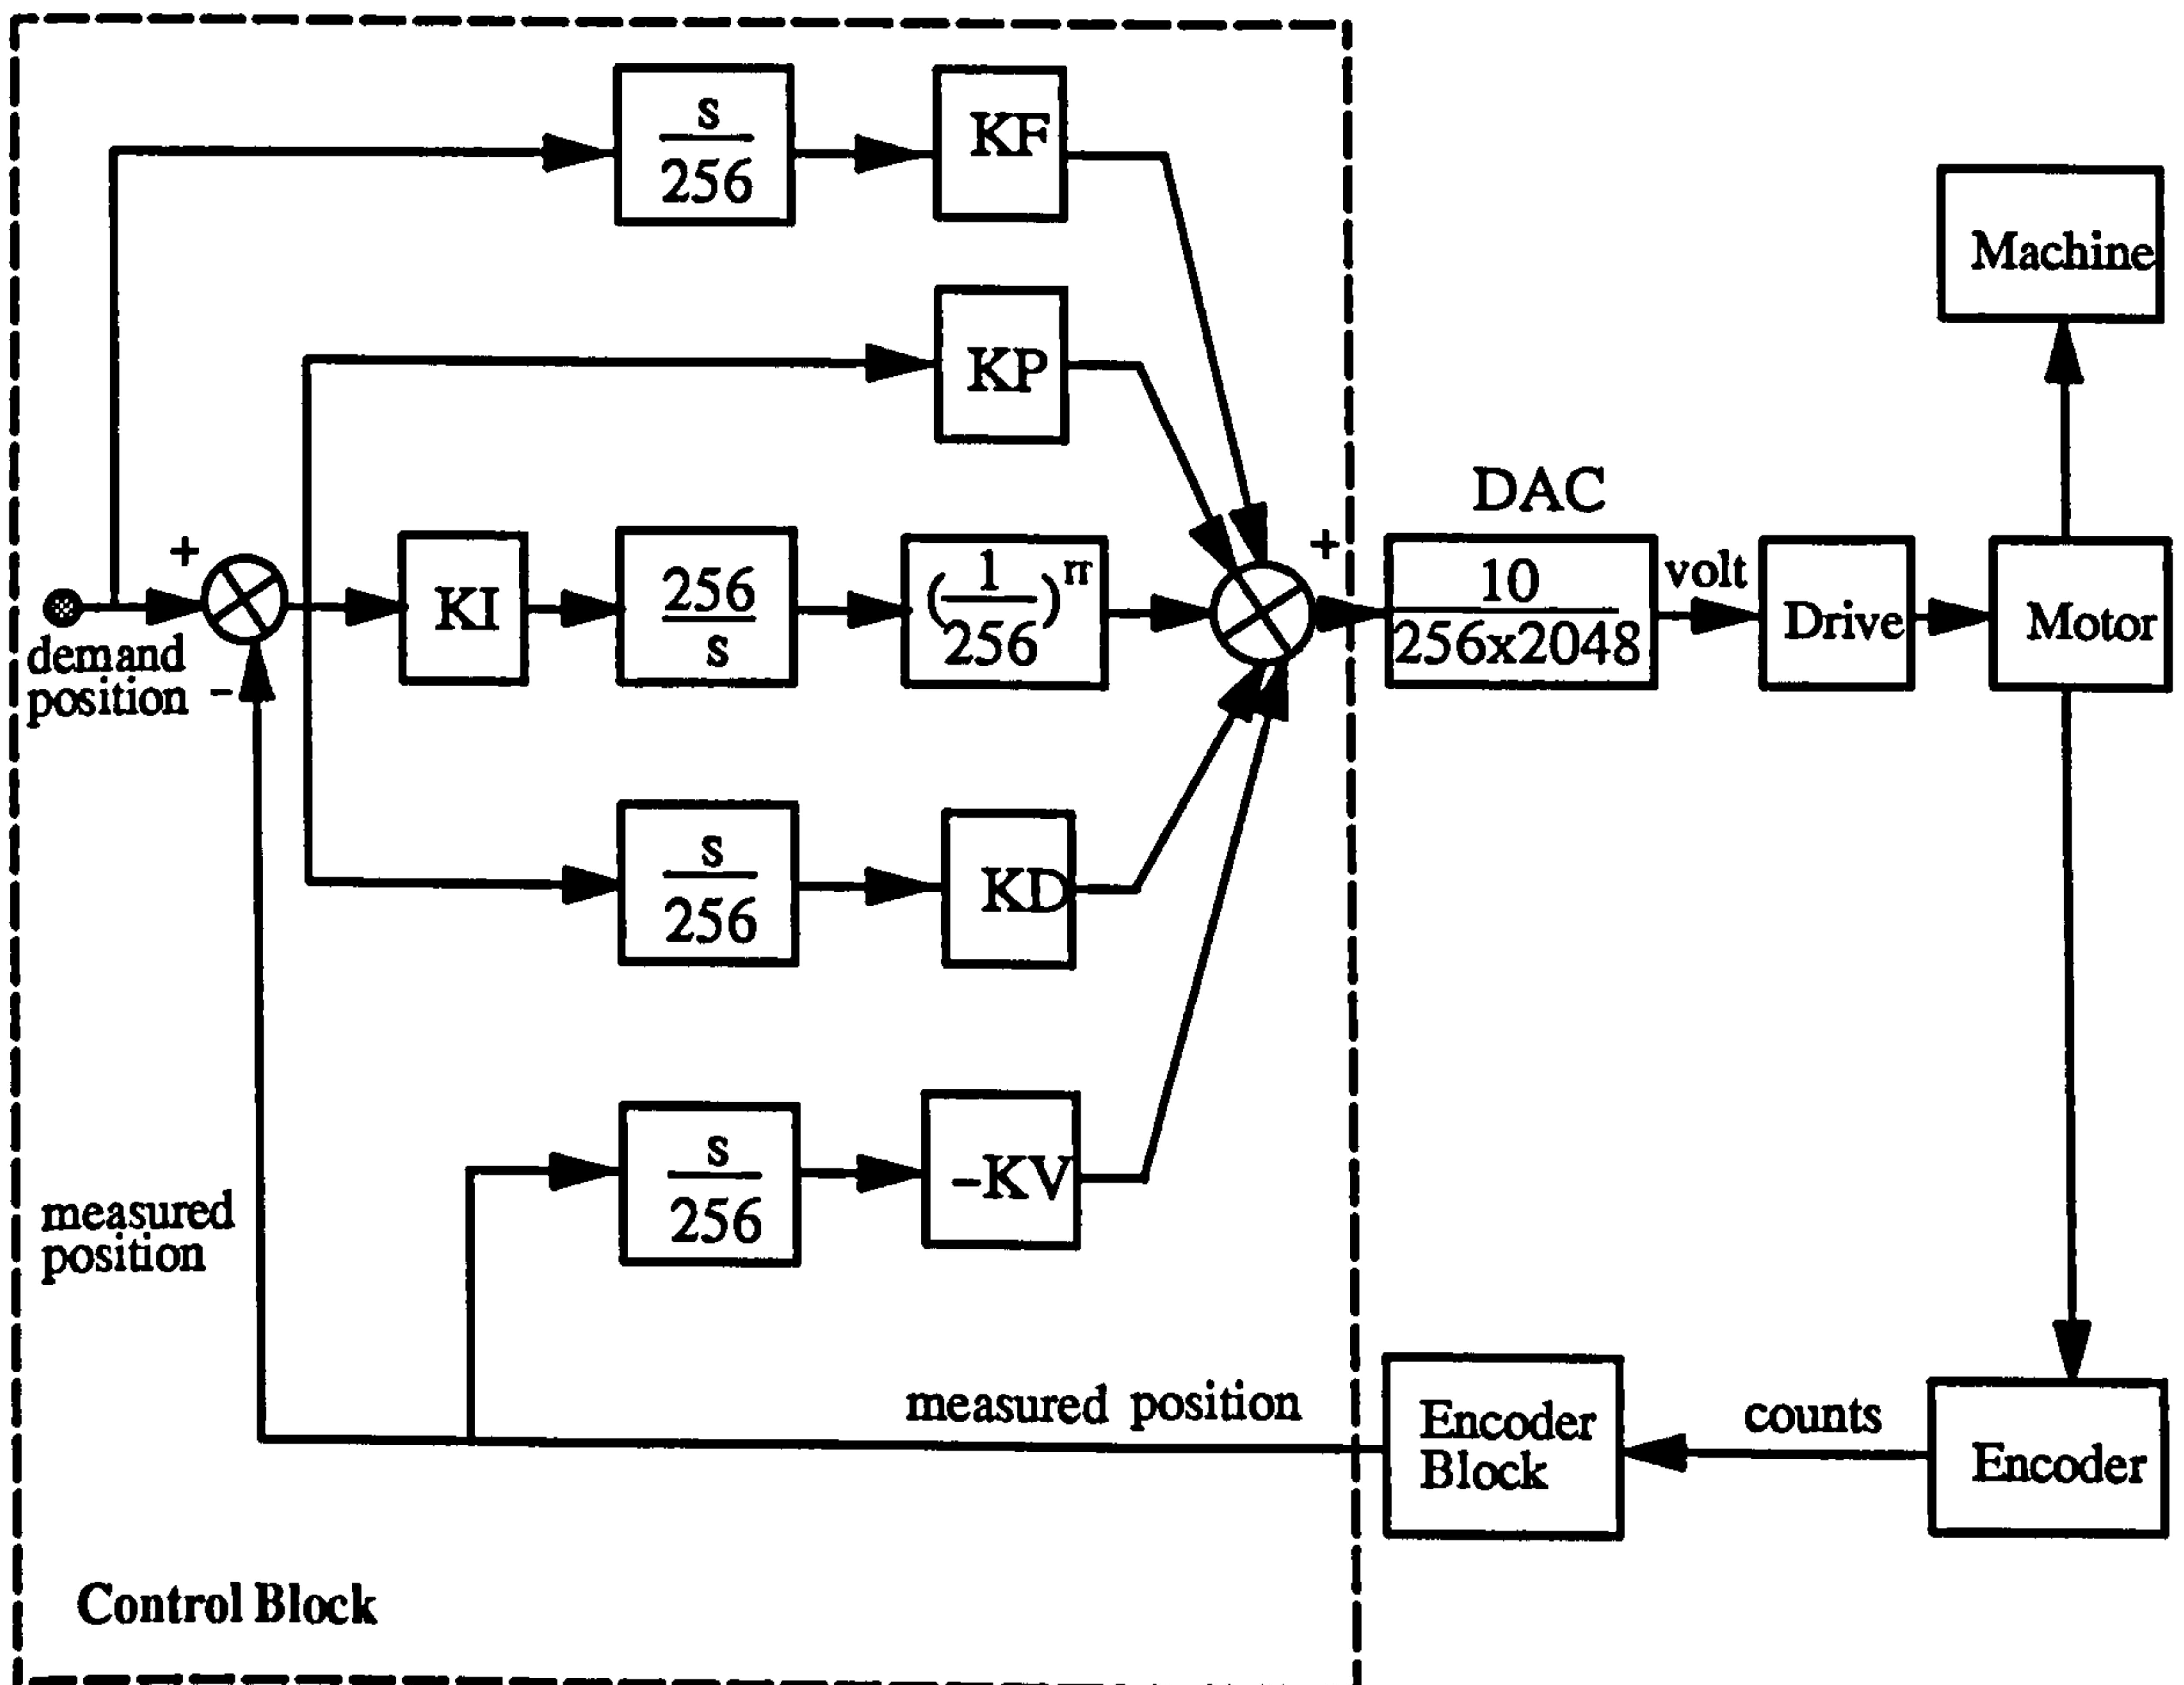 s
256
KF
Machine
KP
DAC
+
+
KI
256
s
(1
256)
10
256x2048
volt
Drive
Motor
demand
position
-
s
256
KD
s
256
-KV
measured
position
measured position
Encoder
Block
counts
Encoder
Control Block